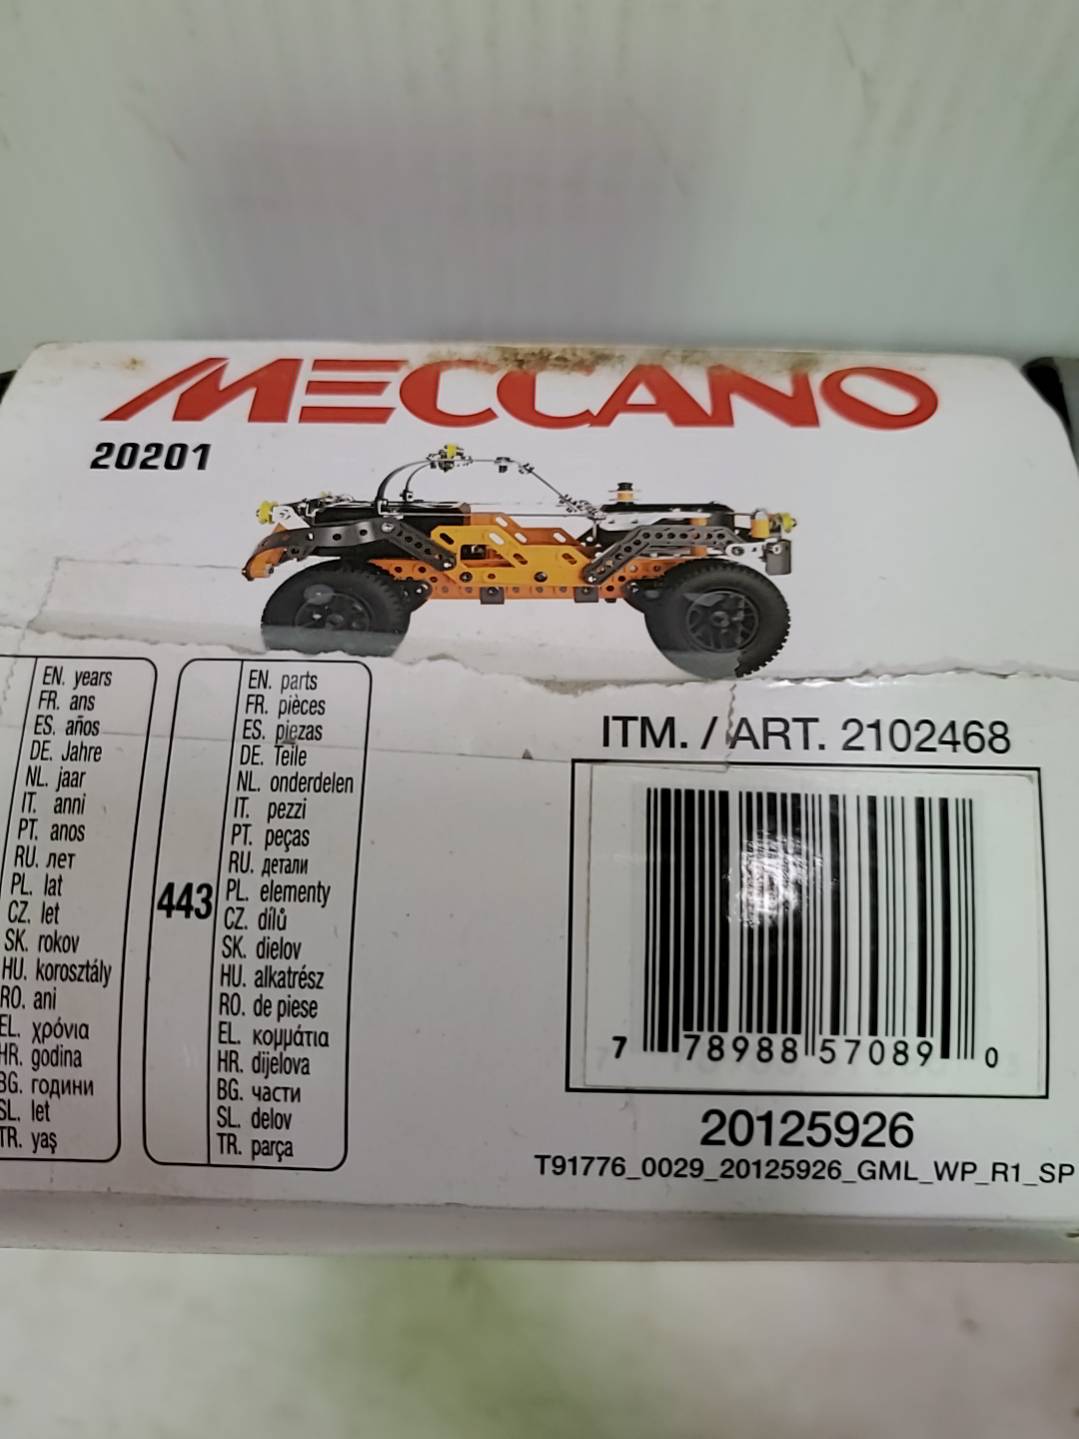 MECCANO
20201
EN. years
FR. ans
ES. años
DE. Jahre
NL. jaar
IT. anni
PT. anos
RU. лет
PL. lat
CZ. let
SK. rokov
HU. korosztály
RO. ani
EL. χρόνια
HR. godina
BG. години
SL. let
TR. yaş
443
EN. parts
FR. pièces
ES. piezas
DE. Teile
NL. onderdelen
IT. pezzi
PT. peças
RU. детали
PL. elementy
CZ. dílů
SK. dielov
HU. alkatrész
RO. de piese
EL. κομμάτια
HR. dijelova
BG. части
SL. delov
TR. parça
ITM. / ART. 2102468
7 78988 57089 0
20125926
T91776_0029_20125926_GML_WP_R1_SP